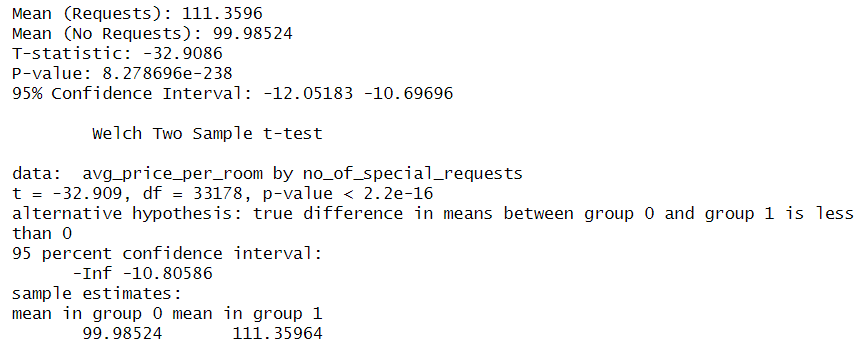 Mean (Requests): 111.3596
Mean (No Requests): 99.98524
T-statistic: -32.9086
P-value: 8.278696e-238
95% Confidence Interval: -12.05183 -10.69696
Welch Two Sample t-test
data:  avg_price_per_room by no_of_special_requests
t = -32.909, df = 33178, p-value < 2.2e-16
alternative hypothesis: true difference in means between group 0 and group 1 is less
than 0
95 percent confidence interval:
-Inf -10.80586
sample estimates:
mean in group 0 mean in group 1
99.98524       111.35964